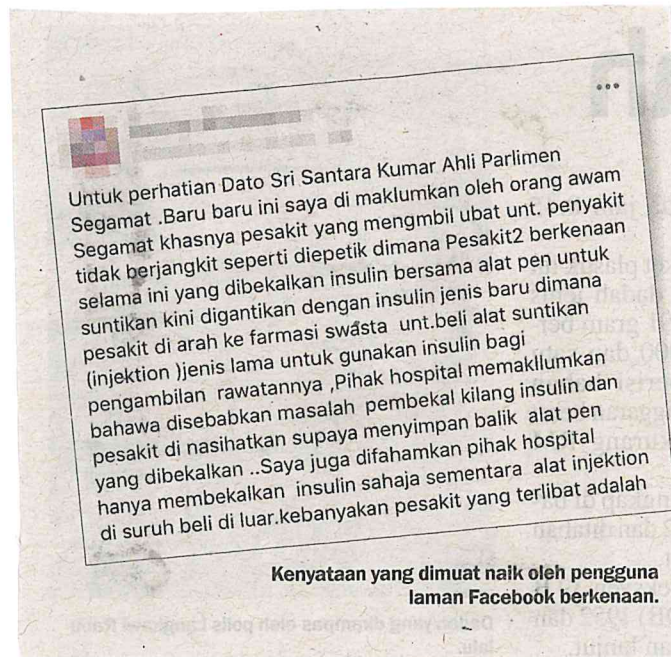 Untuk perhatian Dato Sri Santara Kumar Ahli Parlimen
Segamat .Baru baru ini saya di maklumkan oleh orang awam
Segamat khasnya pesakit yang mengmbil ubat unt. penyakit
tidak berjangkit seperti diepetik dimana Pesakit2 berkenaan
selama ini yang dibekalkan insulin bersama alat pen untuk
suntikan kini digantikan dengan insulin jenis baru dimana
pesakit di arah ke farmasi swasta unt.beli alat suntikan
(injektion )jenis lama untuk gunakan insulin bagi
pengambilan rawatannya ,Pihak hospital memakllumkan
bahawa disebabkan masalah pembekal kilang insulin dan
pesakit di nasihatkan supaya menyimpan balik alat pen
yang dibekalkan ..Saya juga difahamkan pihak hospital
hanya membekalkan insulin sahaja sementara alat injektion
di suruh beli di luar.kebanyakan pesakit yang terlibat adalah
Kenyataan yang dimuat naik oleh pengguna
laman Facebook berkenaan.